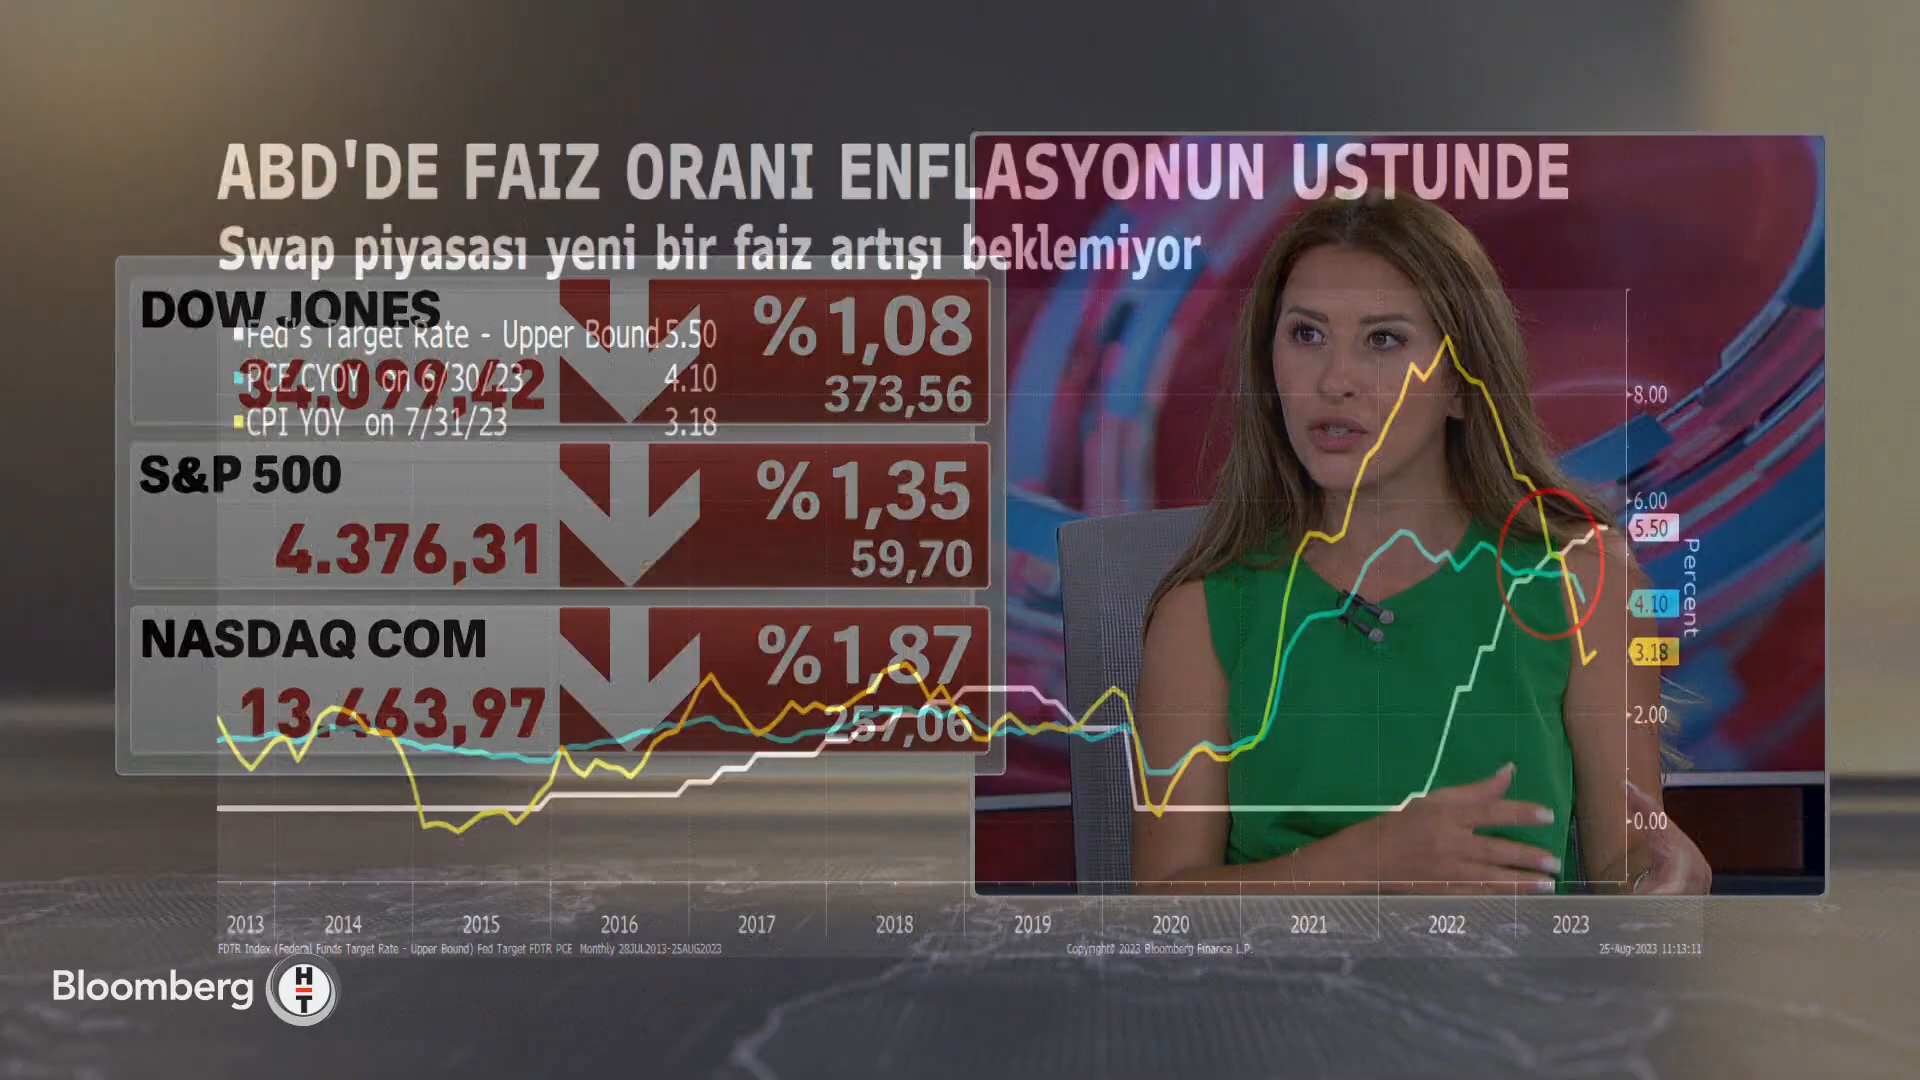 ABD'DE FAIZ ORANI ENFLASYONUN USTUNDE
Swap piyasası yeni bir faiz artışı beklemiyor
DOW JONES
34.099,42
%1,08
373,56
Fed's Target Rate - Upper Bound 5.50
PCE CYOY on 6/30/23 4.10
CPI YOY on 7/31/23 3.18
S&P 500
4.376,31
%1,35
59,70
NASDAQ COM
13.463,97
%1,87
257,06
8.00
6.00
5.50
4.10
3.18
2.00
0.00
Percent
2013 2014 2015 2016 2017 2018 2019 2020 2021 2022 2023
FDTR Index (Federal Funds Target Rate - Upper Bound) Fed Target FDTR PCE Monthly 28JUL2013-25AUG2023
Copyright© 2023 Bloomberg Finance L.P.
25-Aug-2023 11:13:11
Bloomberg HT